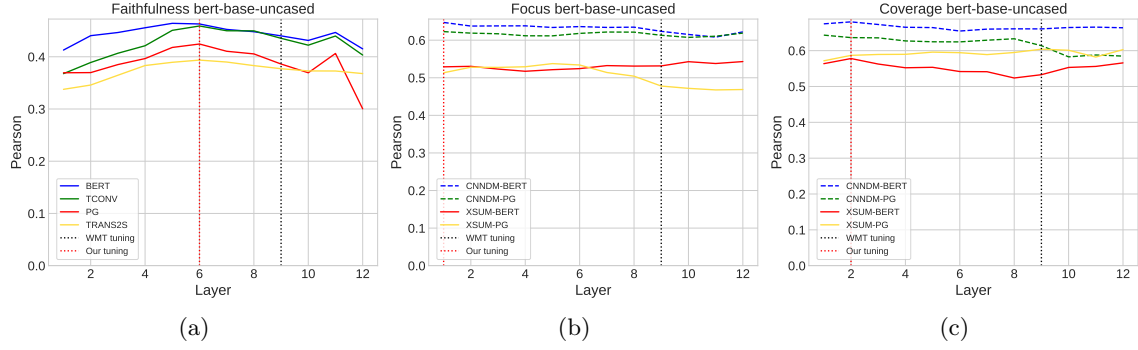 Faithfulness bert-base-uncased
Pearson
0.4
0.3
0.2
0.1
0.0
BERT
TCONV
PG
TRANS2S
WMT tuning
Our tuning
2 4 6 8 10 12
Layer
(a)
Focus bert-base-uncased
Pearson
0.6
0.5
0.4
0.3
0.2
0.1
0.0
CNNDM-BERT
CNNDM-PG
XSUM-BERT
XSUM-PG
WMT tuning
Our tuning
2 4 6 8 10 12
Layer
(b)
Coverage bert-base-uncased
Pearson
0.6
0.5
0.4
0.3
0.2
0.1
0.0
CNNDM-BERT
CNNDM-PG
XSUM-BERT
XSUM-PG
WMT tuning
Our tuning
2 4 6 8 10 12
Layer
(c)